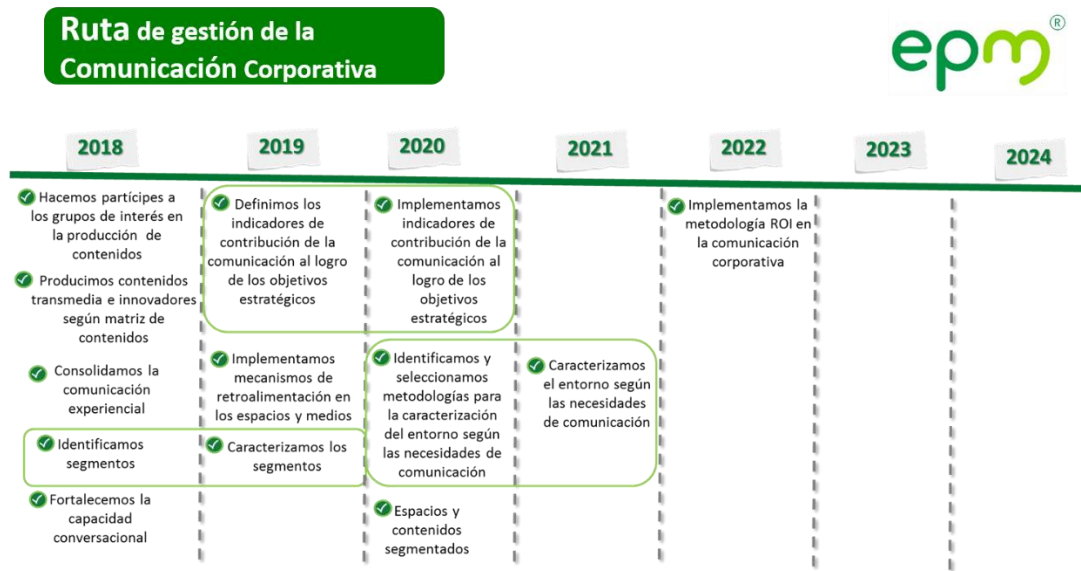 Ruta de gestión de la
Comunicación Corporativa
epm®
2018
2019
2020
2021
2022
2023
2024
Hacemos partícipes a
los grupos de interés en
la producción de
contenidos
Producimos contenidos
transmedia e innovadores
según matriz de
contenidos
Consolidamos la
comunicación
experiencial
Identificamos
segmentos
Fortalecemos la
capacidad
conversacional
Definimos los
indicadores de
contribución de la
comunicación al logro
de los objetivos
estratégicos
Implementamos
mecanismos de
retroalimentación en
los espacios y medios
Caracterizamos los
segmentos
Implementamos
indicadores de
contribución de la
comunicación al
logro de los
objetivos
estratégicos
Identificamos y
seleccionamos
metodologías para
la caracterización
del entorno según
las necesidades de
comunicación
Espacios y
contenidos
segmentados
Caracterizamos
el entorno según
las necesidades
de comunicación
Implementamos la
metodología ROI en
la comunicación
corporativa